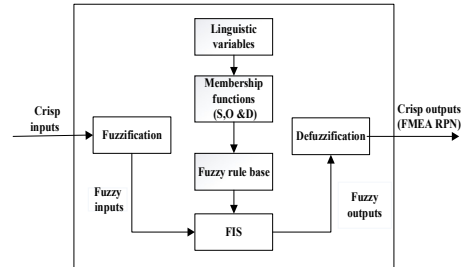 Linguistic
variables
Membership
functions
(S,O &D)
Crisp
inputs
Fuzzification
Defuzzification
Crisp outputs
(FMEA RPN)
Fuzzy rule base
Fuzzy
inputs
FIS
Fuzzy
outputs